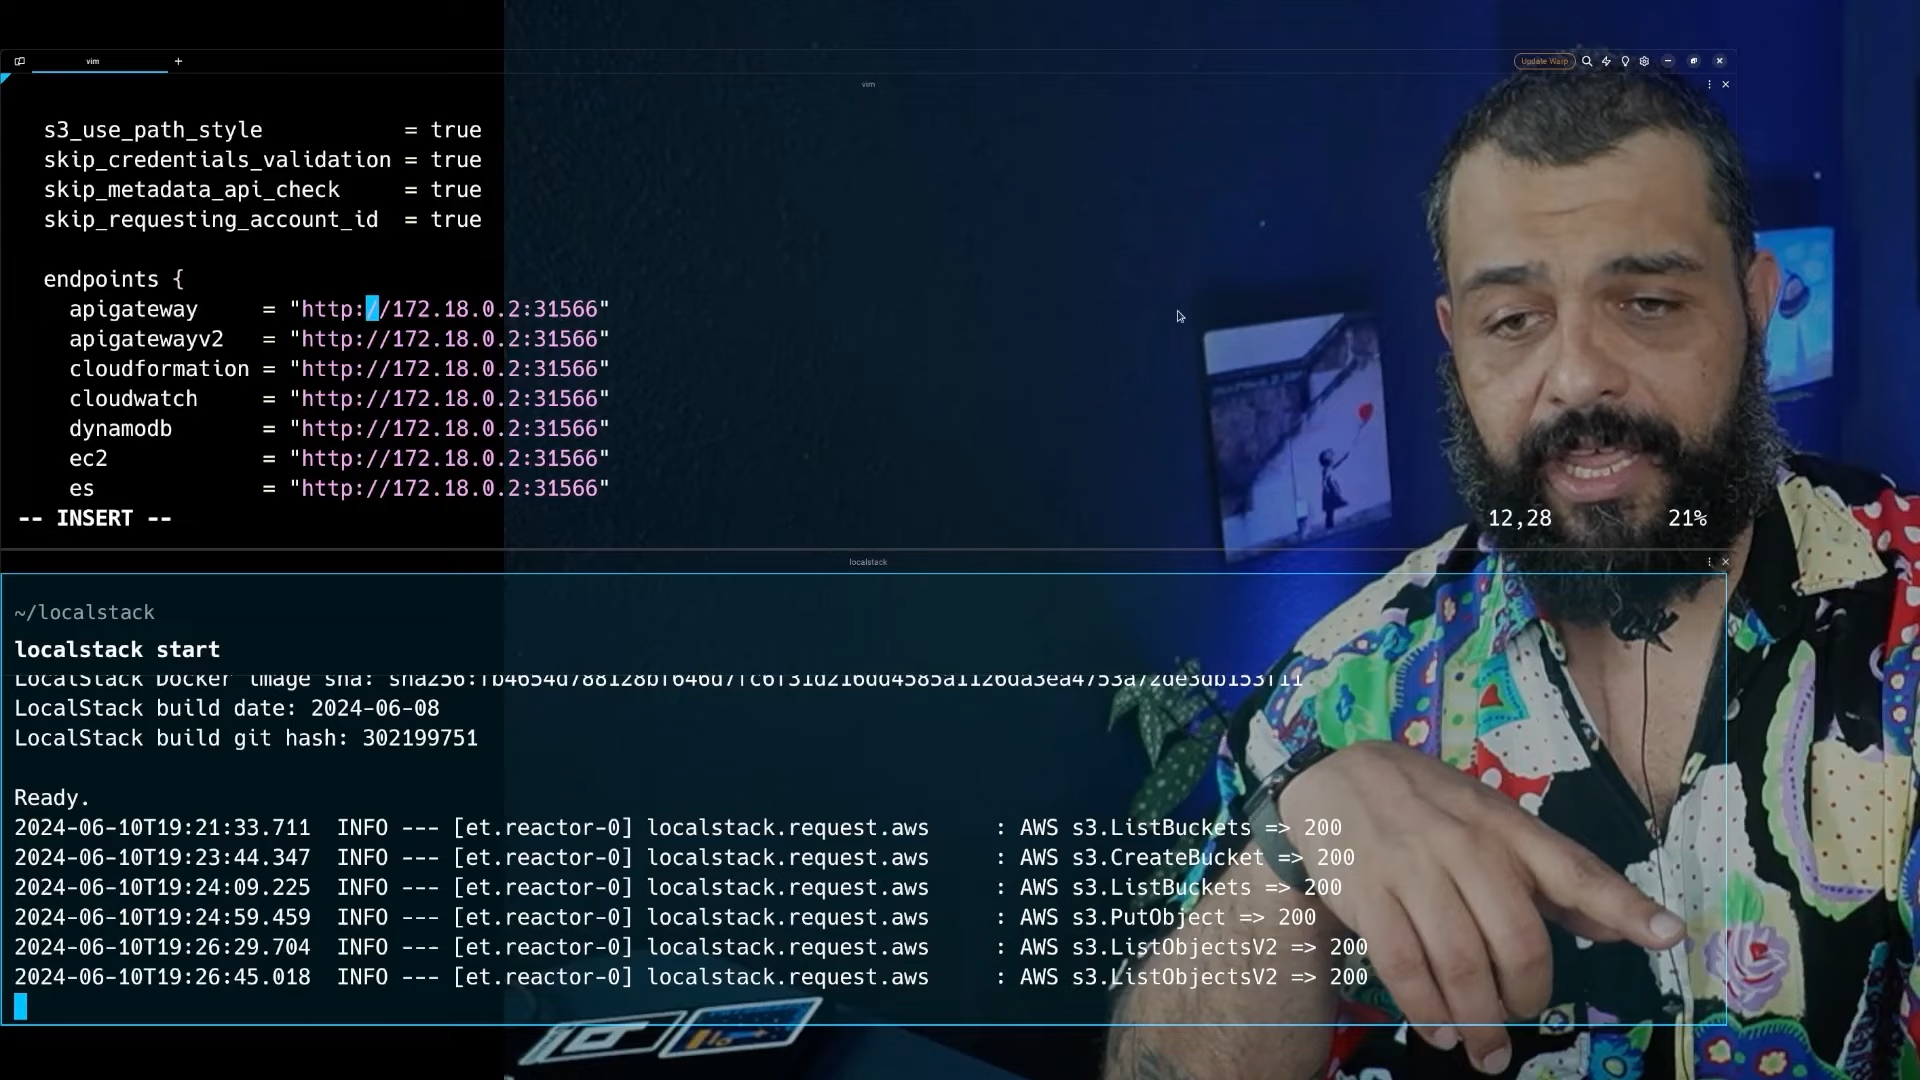 vim
+
Update Warp
vim
s3_use_path_style = true
skip_credentials_validation = true
skip_metadata_api_check = true
skip_requesting_account_id = true
endpoints {
apigateway = "http://172.18.0.2:31566"
apigatewayv2 = "http://172.18.0.2:31566"
cloudformation = "http://172.18.0.2:31566"
cloudwatch = "http://172.18.0.2:31566"
dynamodb = "http://172.18.0.2:31566"
ec2 = "http://172.18.0.2:31566"
es = "http://172.18.0.2:31566"
-- INSERT -- 12,28 21%
localstack
~/localstack
localstack start
LocalStack Docker image sha:
LocalStack build date: 2024-06-08
LocalStack build git hash: 302199751
Ready.
2024-06-10T19:21:33.711 INFO --- [et.reactor-0] localstack.request.aws : AWS s3.ListBuckets => 200
2024-06-10T19:23:44.347 INFO --- [et.reactor-0] localstack.request.aws : AWS s3.CreateBucket => 200
2024-06-10T19:24:09.225 INFO --- [et.reactor-0] localstack.request.aws : AWS s3.ListBuckets => 200
2024-06-10T19:24:59.459 INFO --- [et.reactor-0] localstack.request.aws : AWS s3.PutObject => 200
2024-06-10T19:26:29.704 INFO --- [et.reactor-0] localstack.request.aws : AWS s3.ListObjectsV2 => 200
2024-06-10T19:26:45.018 INFO --- [et.reactor-0] localstack.request.aws : AWS s3.ListObjectsV2 => 200